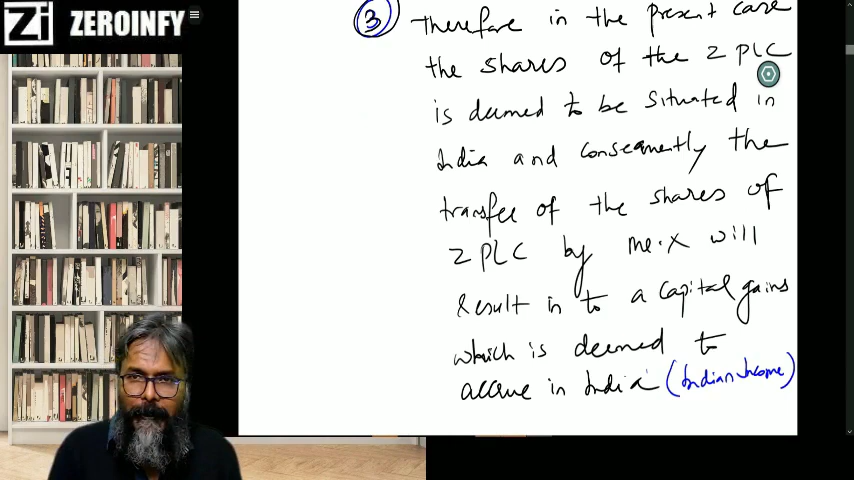 Zi ZEROINFY
3 Therefore in the present case
the shares of the Z PLC
is deemed to be situated in
India and consequently the
transfer of the shares of
Z PLC by Mr. X will
Result in to a capital gains
which is deemed to
accrue in India (Indian Income)